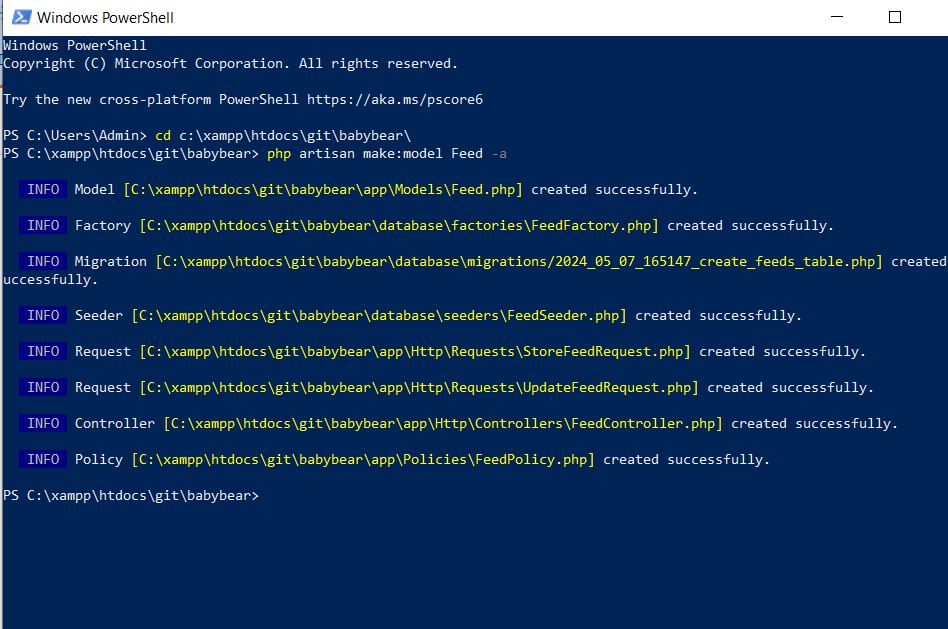 Windows PowerShell
Windows PowerShell
Copyright (C) Microsoft Corporation. All rights reserved.
Try the new cross-platform PowerShell https://aka.ms/pscore6
PS C:\Users\Admin> cd c:\xampp\htdocs\git\babybear\
PS C:\xampp\htdocs\git\babybear> php artisan make:model Feed -a
INFO Model [C:\xampp\htdocs\git\babybear\app\Models\Feed.php] created successfully.
INFO Factory [C:\xampp\htdocs\git\babybear\database\factories\FeedFactory.php] created successfully.
INFO Migration [C:\xampp\htdocs\git\babybear\database\migrations/2024_05_07_165147_create_feeds_table.php] created
uccessfully.
INFO Seeder [C:\xampp\htdocs\git\babybear\database\seeders\FeedSeeder.php] created successfully.
INFO Request [C:\xampp\htdocs\git\babybear\app\Http\Requests\StoreFeedRequest.php] created successfully.
INFO Request [C:\xampp\htdocs\git\babybear\app\Http\Requests\UpdateFeedRequest.php] created successfully.
INFO Controller [C:\xampp\htdocs\git\babybear\app\Http\Controllers\FeedController.php] created successfully.
INFO Policy [C:\xampp\htdocs\git\babybear\app\Policies\FeedPolicy.php] created successfully.
PS C:\xampp\htdocs\git\babybear>